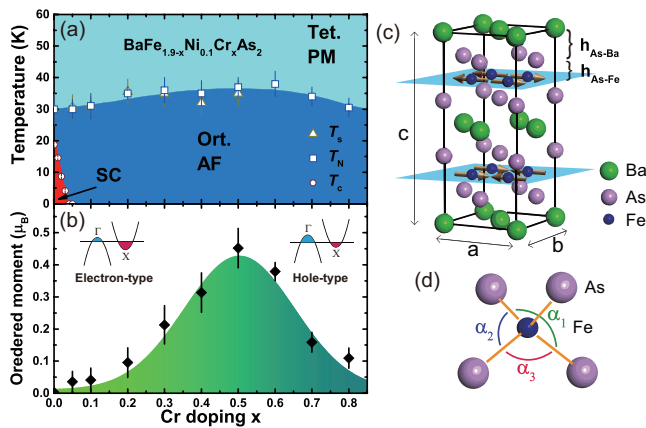 (a)
Tet.
PM
BaFe1.9-xNi0.1CrxAs2
Temperature (K)
60
50
40
30
20
10
0
Ort.
AF
SC
Ts
TN
Tc
(b)
Oredered moment (μB)
0.5
0.4
0.3
0.2
0.1
0.0
Γ
X
Electron-type
Γ
X
Hole-type
0.0 0.1 0.2 0.3 0.4 0.5 0.6 0.7 0.8
Cr doping x
(c)
hAs-Ba
hAs-Fe
c
a
b
Ba
As
Fe
(d)
As
Fe
α1
α2
α3